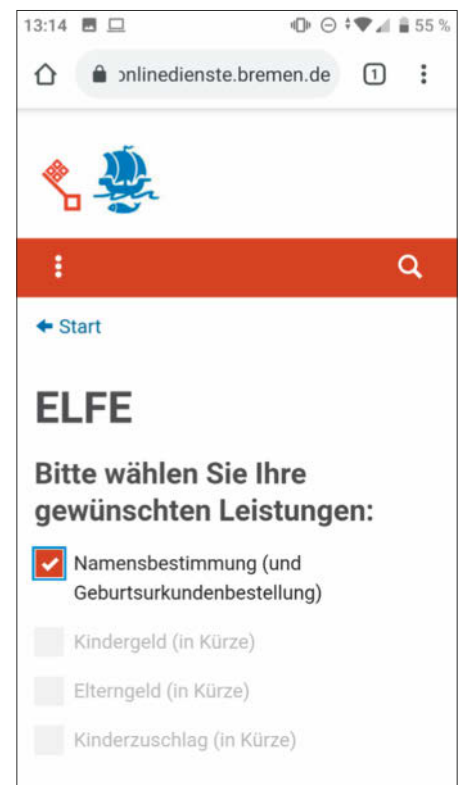 13:14 55 %
onlinedienste.bremen.de 1
Start
ELFE
Bitte wählen Sie Ihre
gewünschten Leistungen:
Namensbestimmung (und
Geburtsurkundenbestellung)
Kindergeld (in Kürze)
Elterngeld (in Kürze)
Kinderzuschlag (in Kürze)